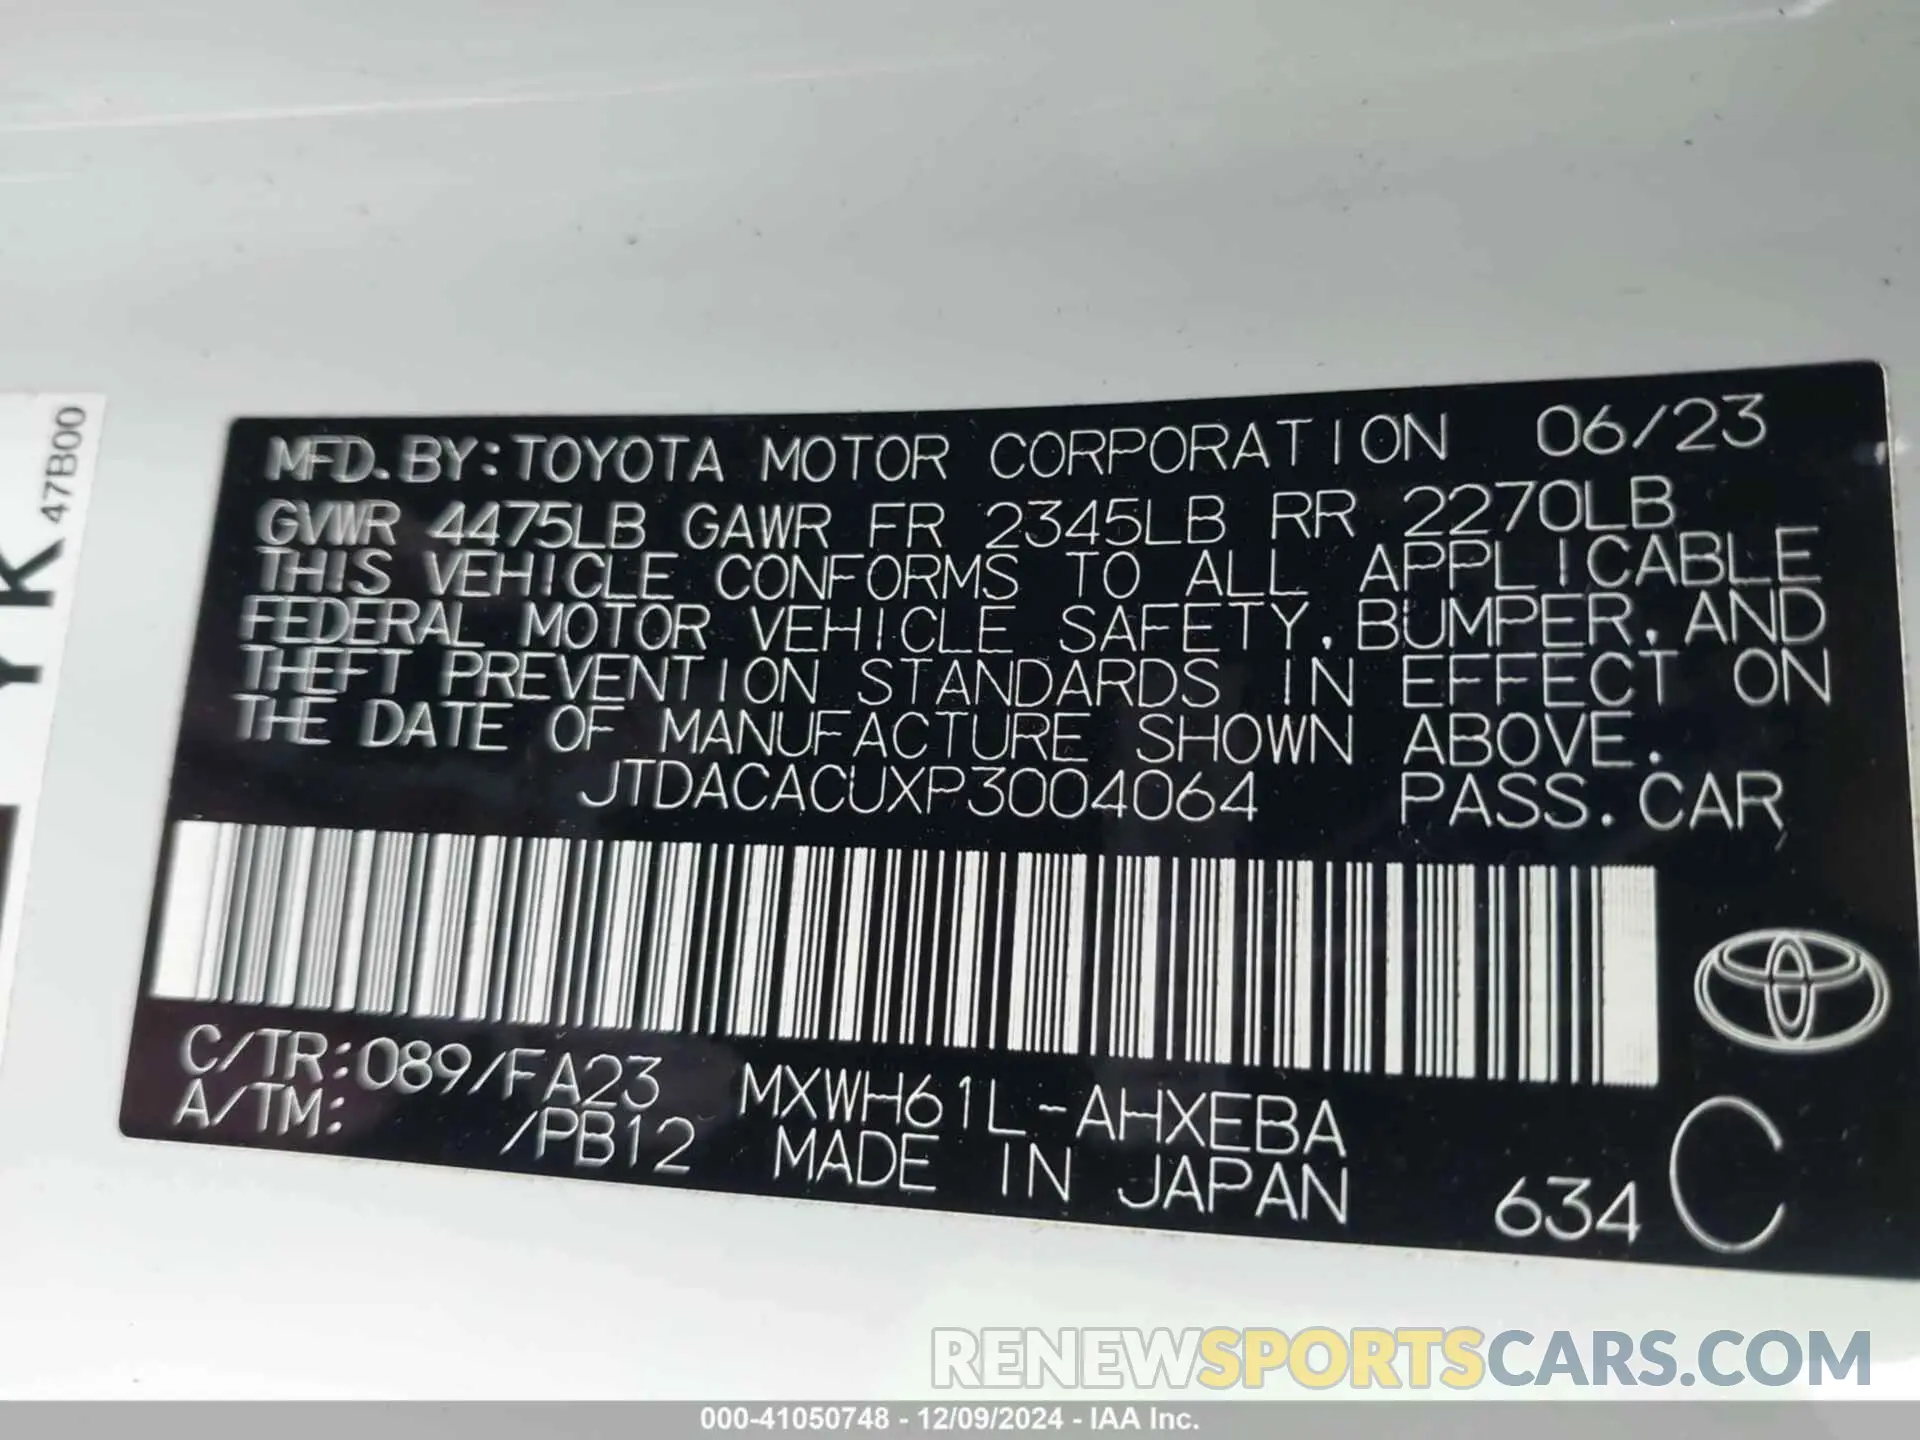 47B00
YK
MFD. BY: TOYOTA MOTOR CORPORATION 06/23
GVWR 4475LB GAWR FR 2345LB RR 2270LB
THIS VEHICLE CONFORMS TO ALL APPLICABLE
FEDERAL MOTOR VEHICLE SAFETY, BUMPER, AND
THEFT PREVENTION STANDARDS IN EFFECT ON
THE DATE OF MANUFACTURE SHOWN ABOVE.
JTDACACUXP3004064 PASS. CAR
C/TR: 089/FA23 MXWH61L-AHXEBA
A/TM: /PB12 MADE IN JAPAN 634 C
RENEWSPORTSCARS.COM
000-41050748 - 12/09/2024 - IAA Inc.